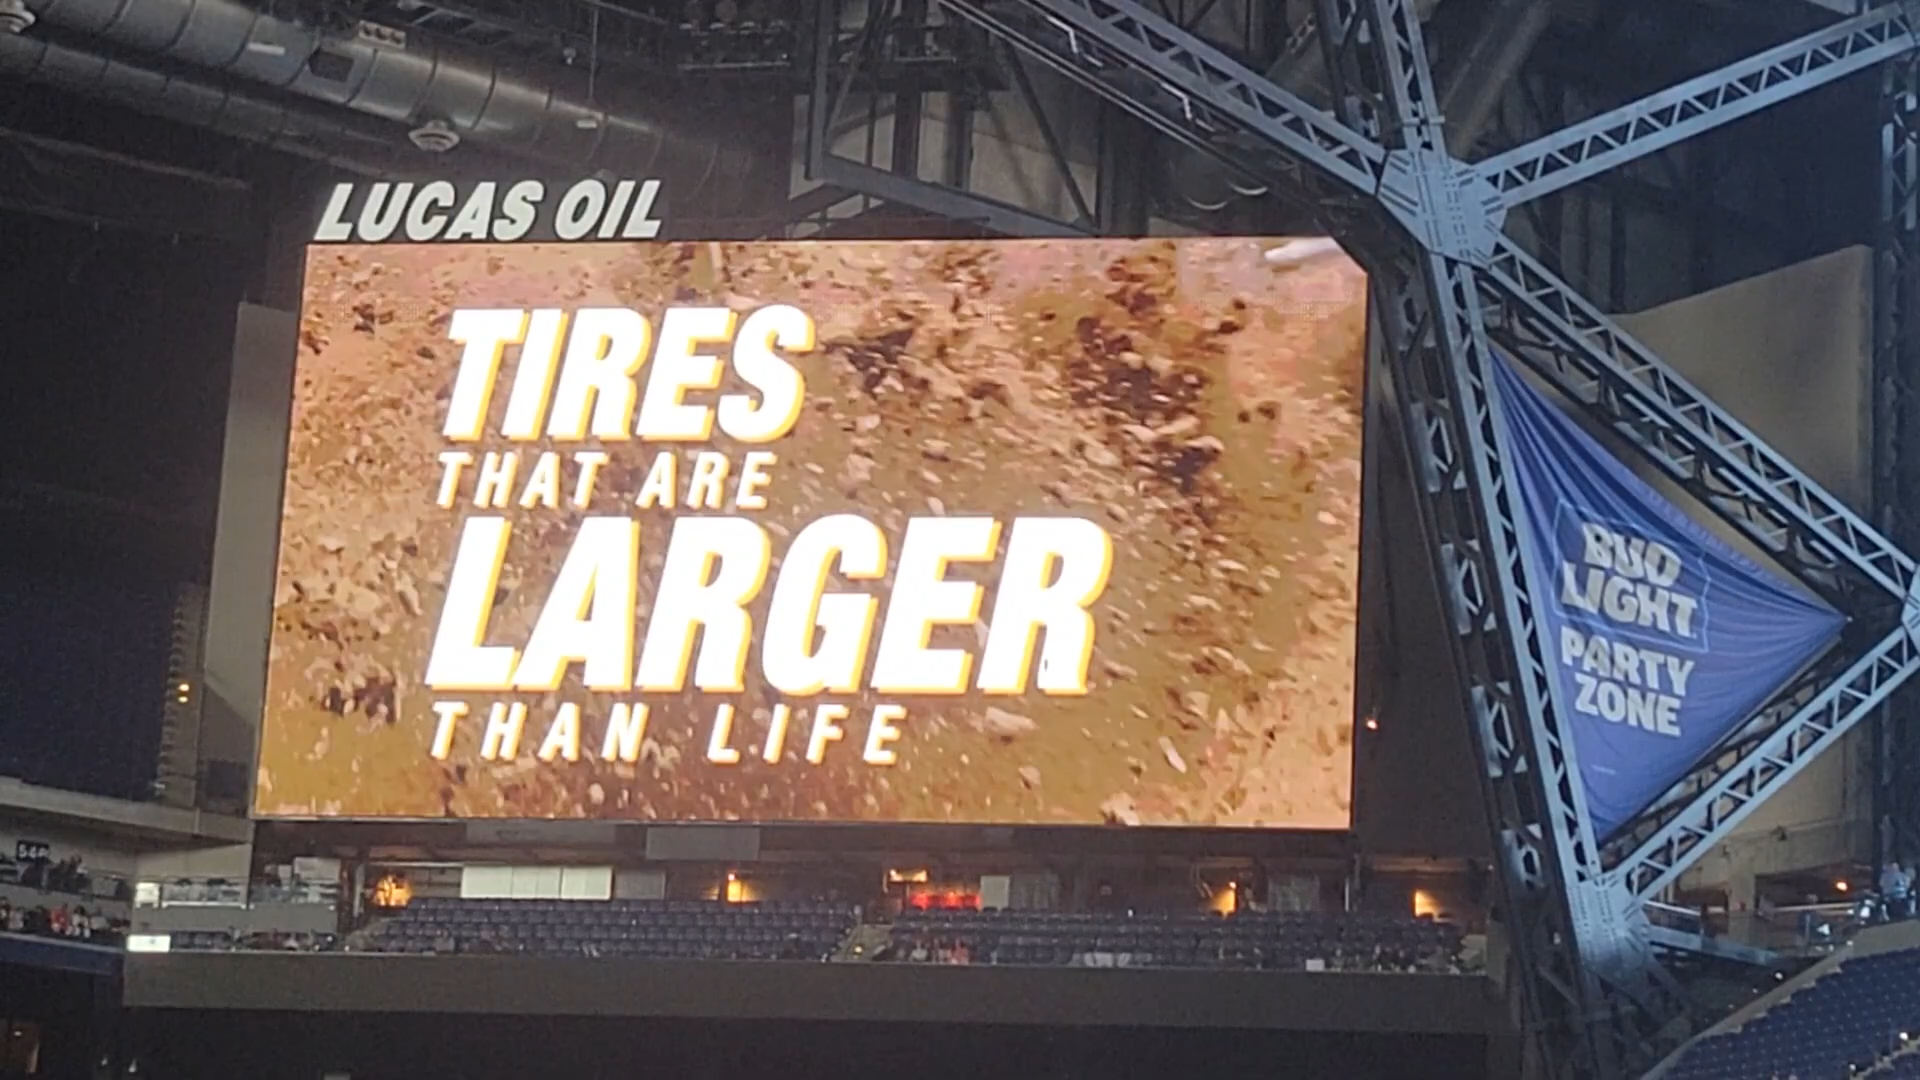 LUCAS OIL
TIRES
THAT ARE
LARGER
THAN LIFE
BUD
LIGHT
PARTY
ZONE